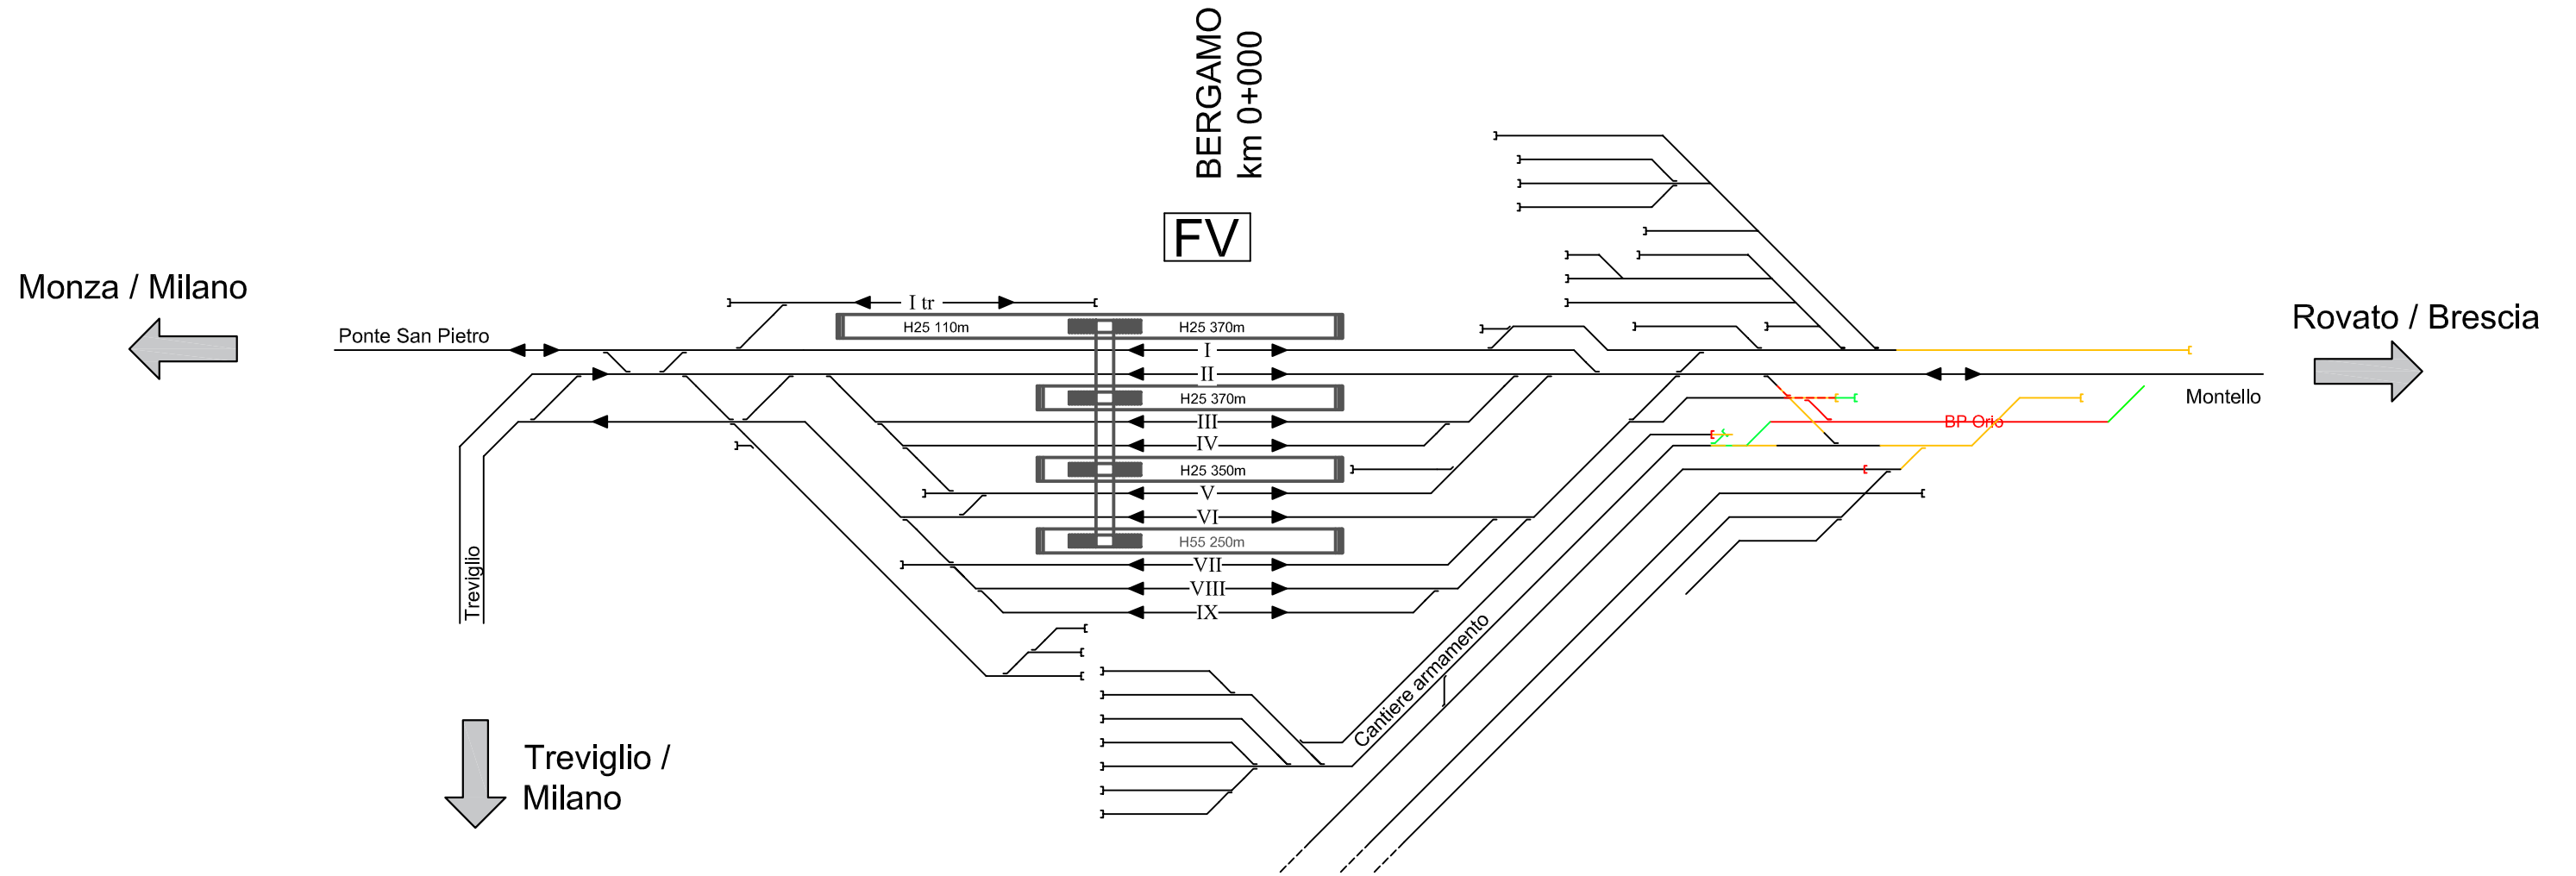 BERGAMO
km 0+000
FV
Monza / Milano
Ponte San Pietro
I tr
H25 110m
H25 370m
Rovato / Brescia
I
II
Montello
H25 370m
III
BP Orio
IV
H25 350m
V
VI
H55 250m
VII
VIII
IX
Treviglio
Cantiere armamento
Treviglio /
Milano